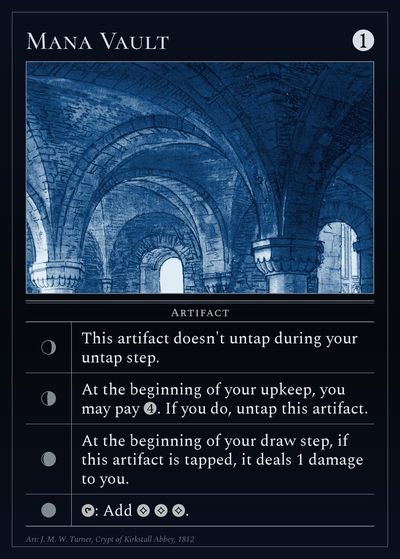 Mana Vault 1
Artifact
This artifact doesn't untap during your
untap step.
At the beginning of your upkeep, you
may pay 4. If you do, untap this artifact.
At the beginning of your draw step, if
this artifact is tapped, it deals 1 damage
to you.
: Add .
Art: J. M. W. Turner, Crypt of Kirkstall Abbey, 1812